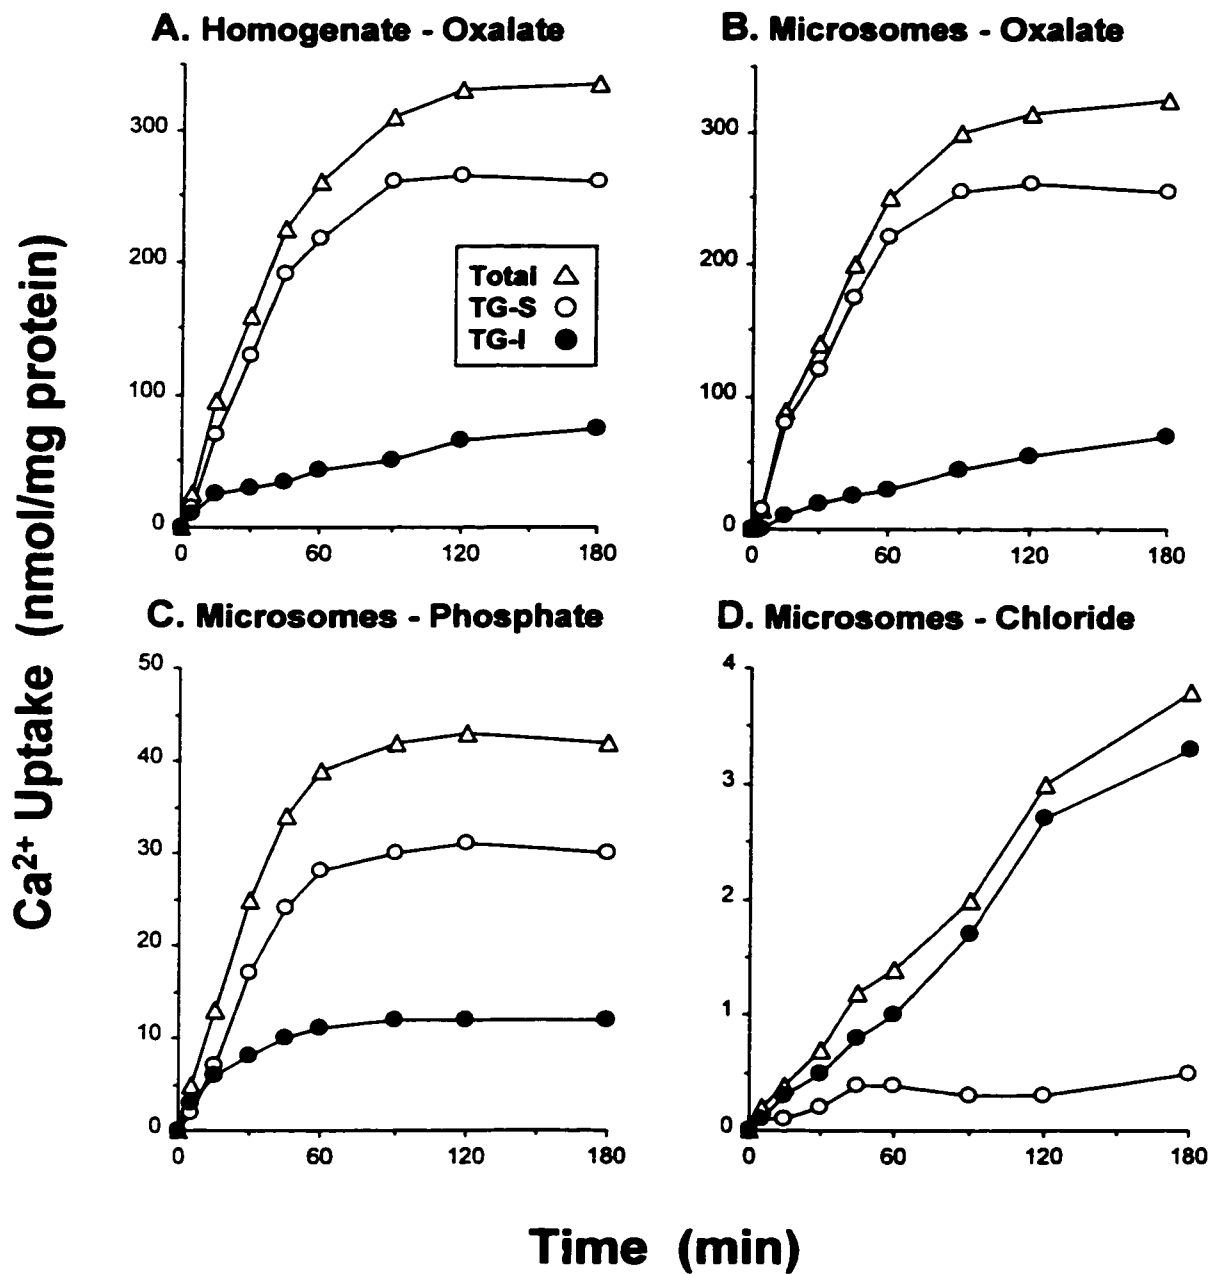 A. Homogenate - Oxalate
B. Microsomes - Oxalate
300
200
100
0
0 60 120 180
Total
TG-S
TG-I
300
200
100
0
0 60 120 180
C. Microsomes - Phosphate
D. Microsomes - Chloride
50
40
30
20
10
0
0 60 120 180
4
3
2
1
0
0 60 120 180
Ca²⁺ Uptake (nmol/mg protein)
Time (min)